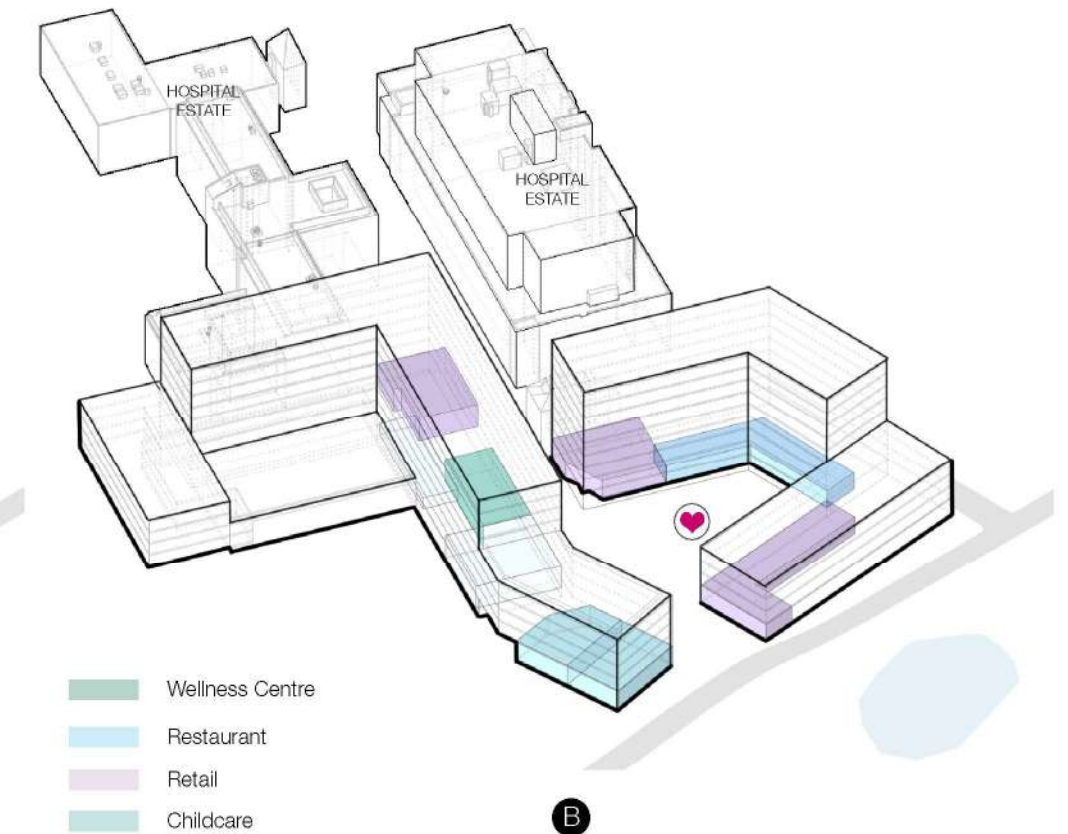 HOSPITAL
ESTATE
HOSPITAL
ESTATE
Wellness Centre
Restaurant
Retail
Childcare
B